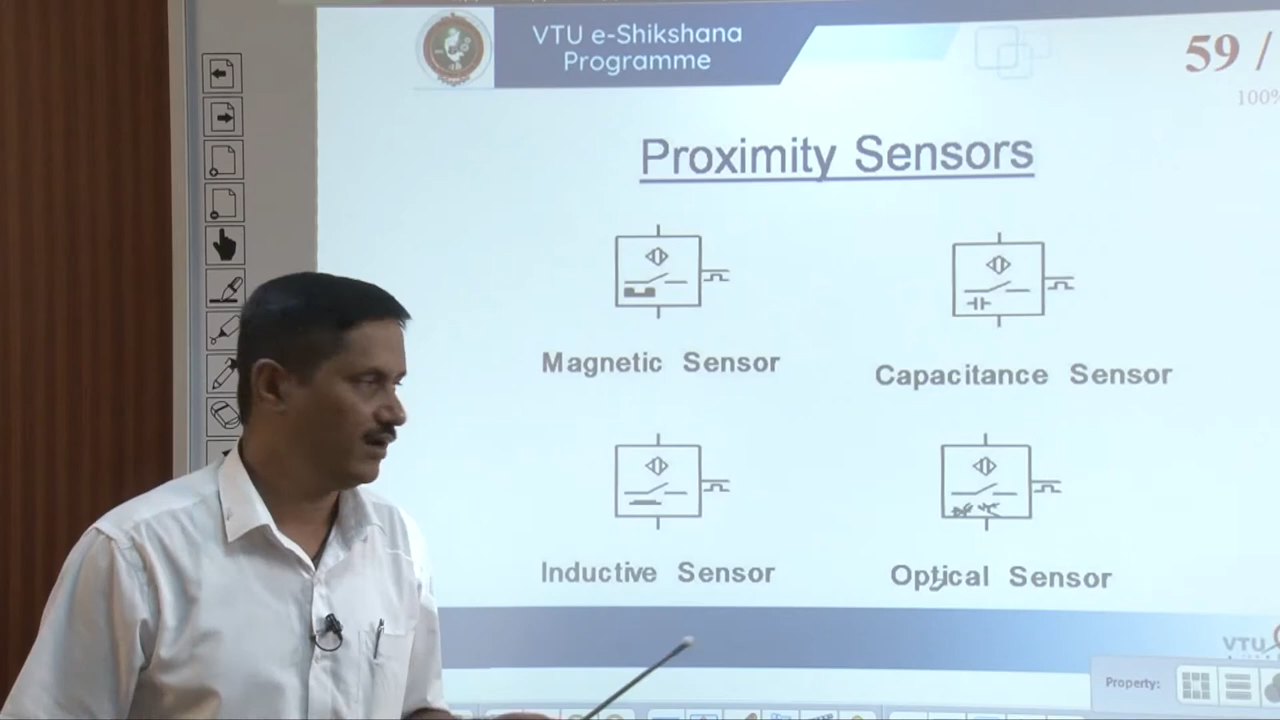 VTU e-Shikshana
Programme
59 /
100%
Proximity Sensors
Magnetic Sensor
Capacitance Sensor
Inductive Sensor
Optical Sensor
VTU
Property: